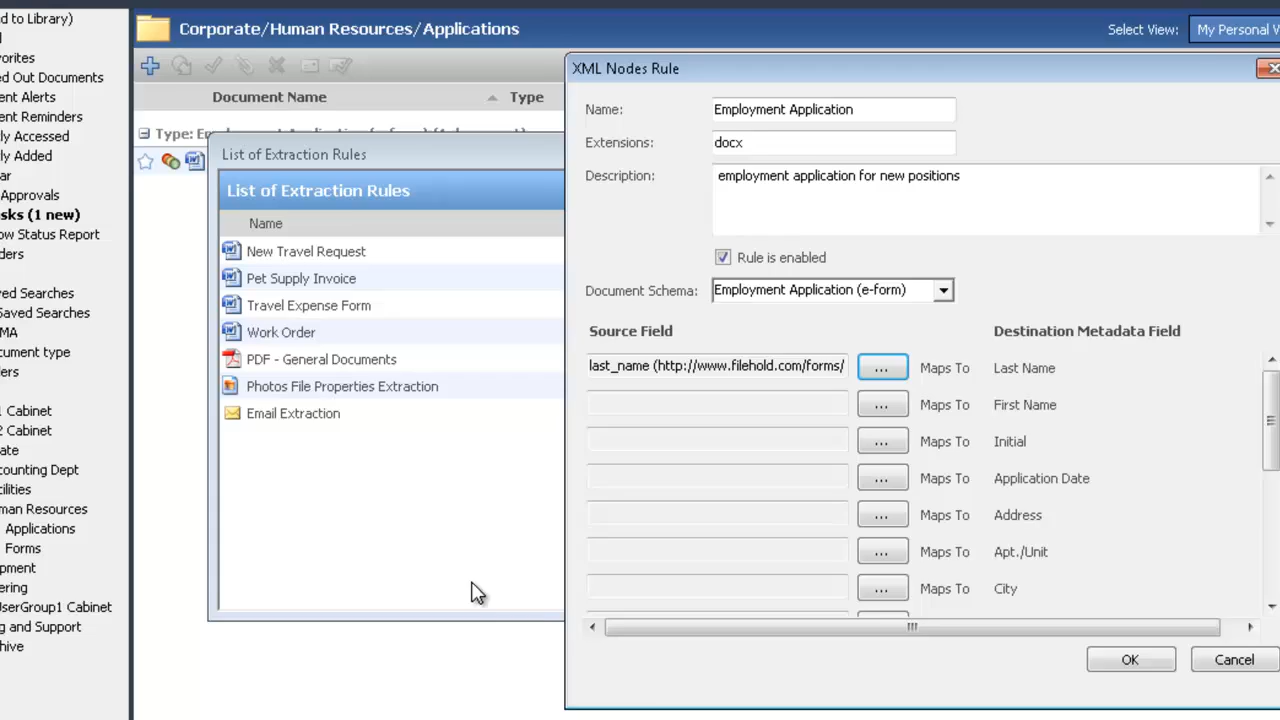 d to Library)
Corporate/Human Resources/Applications
Select View:
My Personal V
l
orites
ed Out Documents
ent Alerts
ent Reminders
ly Accessed
ly Added
ar
Approvals
sks (1 new)
ow Status Report
ders
ved Searches
Saved Searches
MA
cument type
ers
1 Cabinet
2 Cabinet
ate
counting Dept
ilities
man Resources
Applications
Forms
pment
ering
JserGroup1 Cabinet
g and Support
hive
Document Name
Type
Type: Em
List of Extraction Rules
List of Extraction Rules
Name
New Travel Request
Pet Supply Invoice
Travel Expense Form
Work Order
PDF - General Documents
Photos File Properties Extraction
Email Extraction
XML Nodes Rule
Name:
Employment Application
Extensions:
docx
Description:
employment application for new positions
Rule is enabled
Document Schema:
Employment Application (e-form)
Source Field
Destination Metadata Field
last_name (http://www.filehold.com/forms/
...
Maps To
Last Name
...
Maps To
First Name
...
Maps To
Initial
...
Maps To
Application Date
...
Maps To
Address
...
Maps To
Apt./Unit
...
Maps To
City
OK
Cancel